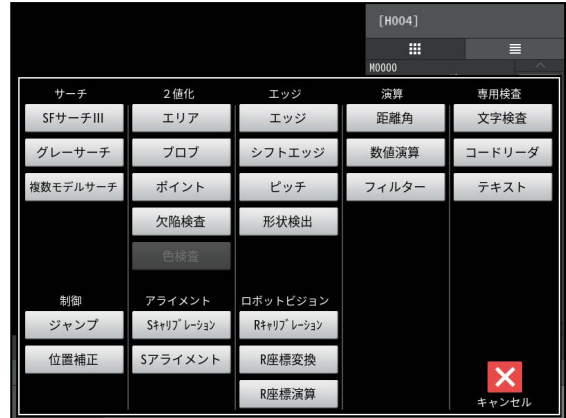 [H004]
M0000
サーチ
SFサーチIII
グレーサーチ
複数モデルサーチ
2値化
エリア
ブロブ
ポイント
欠陥検査
色検査
エッジ
エッジ
シフトエッジ
ピッチ
形状検出
演算
距離角
数値演算
フィルター
専用検査
文字検査
コードリーダ
テキスト
制御
ジャンプ
位置補正
アライメント
Sキャリブレーション
Sアライメント
ロボットビジョン
Rキャリブレーション
R座標変換
R座標演算
キャンセル